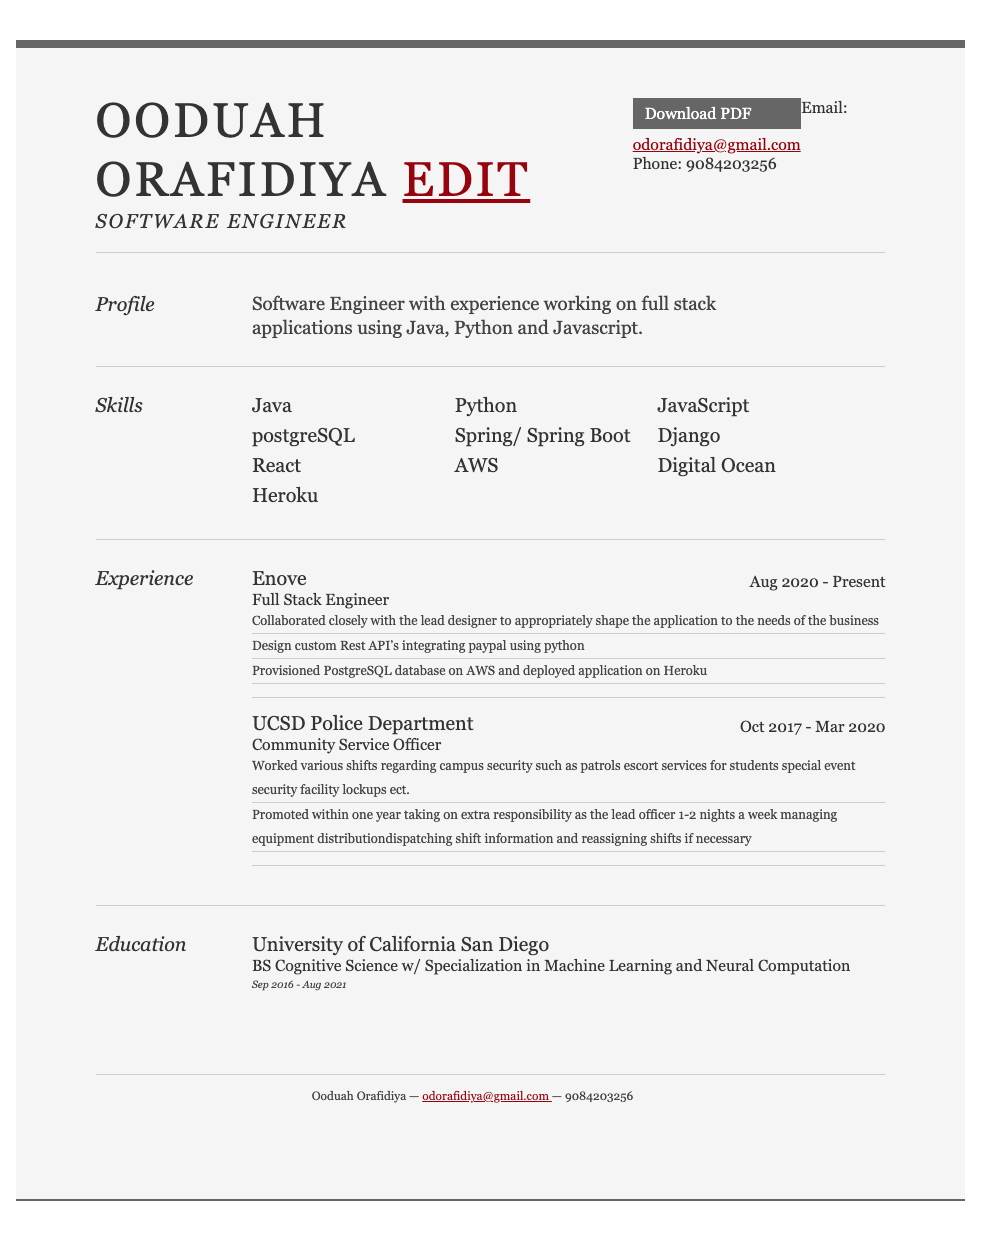 OODUAH
ORAFIDIYA EDIT
SOFTWARE ENGINEER
Download PDF Email:
odorafidiya@gmail.com
Phone: 9084203256
Profile
Software Engineer with experience working on full stack
applications using Java, Python and Javascript.
Skills
Java Python JavaScript
postgreSQL Spring/ Spring Boot Django
React AWS Digital Ocean
Heroku
Experience
Enove Aug 2020 - Present
Full Stack Engineer
Collaborated closely with the lead designer to appropriately shape the application to the needs of the business
Design custom Rest API's integrating paypal using python
Provisioned PostgreSQL database on AWS and deployed application on Heroku
UCSD Police Department Oct 2017 - Mar 2020
Community Service Officer
Worked various shifts regarding campus security such as patrols escort services for students special event
security facility lockups ect.
Promoted within one year taking on extra responsibility as the lead officer 1-2 nights a week managing
equipment distributiondispatching shift information and reassigning shifts if necessary
Education
University of California San Diego
BS Cognitive Science w/ Specialization in Machine Learning and Neural Computation
Sep 2016 - Aug 2021
Ooduah Orafidiya — odorafidiya@gmail.com — 9084203256